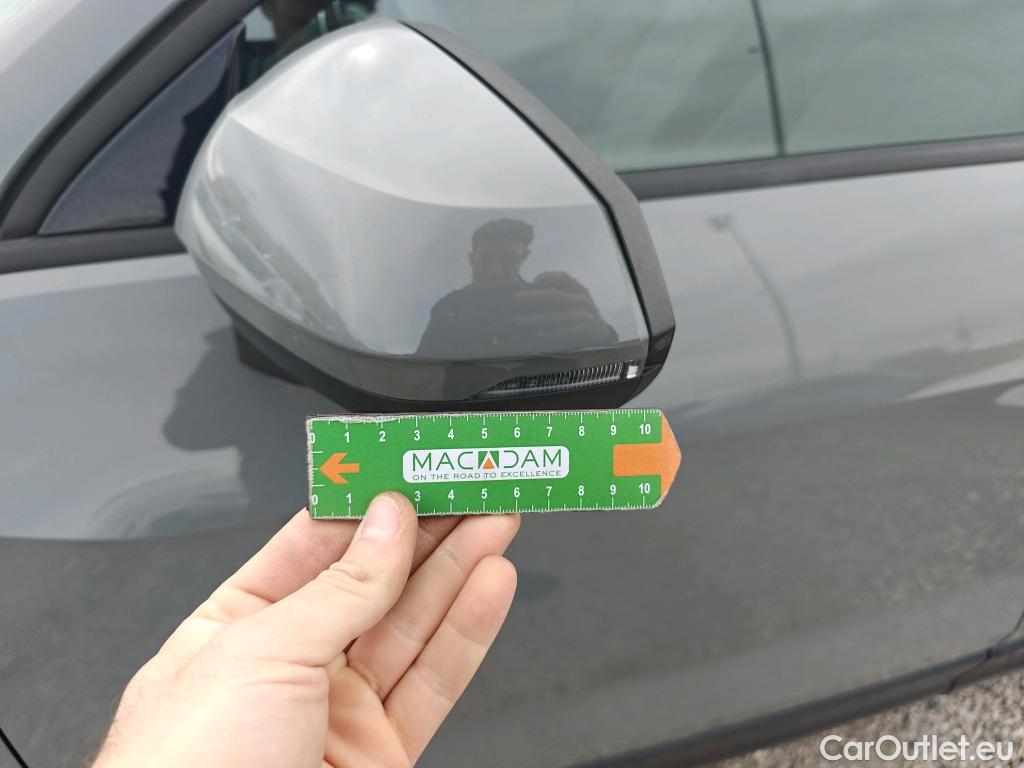 0 1 2 3 4 5 6 7 8 9 10
MACADAM
ON THE ROAD TO EXCELLENCE
0 1 3 4 5 6 7 8 9 10
CarOutlet.eu